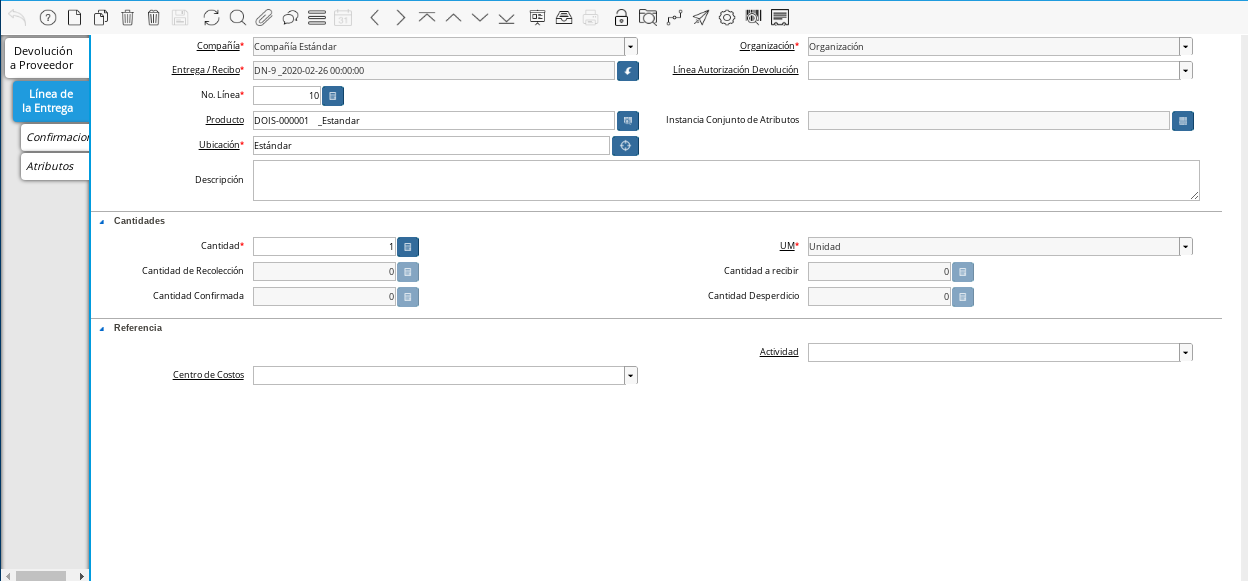 31
Devolución
a Proveedor
Línea de
la Entrega
Confirmacion
Atributos
Compañía* Compañía Estándar Organización* Organización
Entrega / Recibo* DN-9 _2020-02-26 00:00:00 Línea Autorización Devolución
No. Línea* 10
Producto DOIS-000001 _Estandar Instancia Conjunto de Atributos
Ubicación* Estándar
Descripción
Cantidades
Cantidad* 1 UM* Unidad
Cantidad de Recolección 0 Cantidad a recibir 0
Cantidad Confirmada 0 Cantidad Desperdicio 0
Referencia
Actividad
Centro de Costos